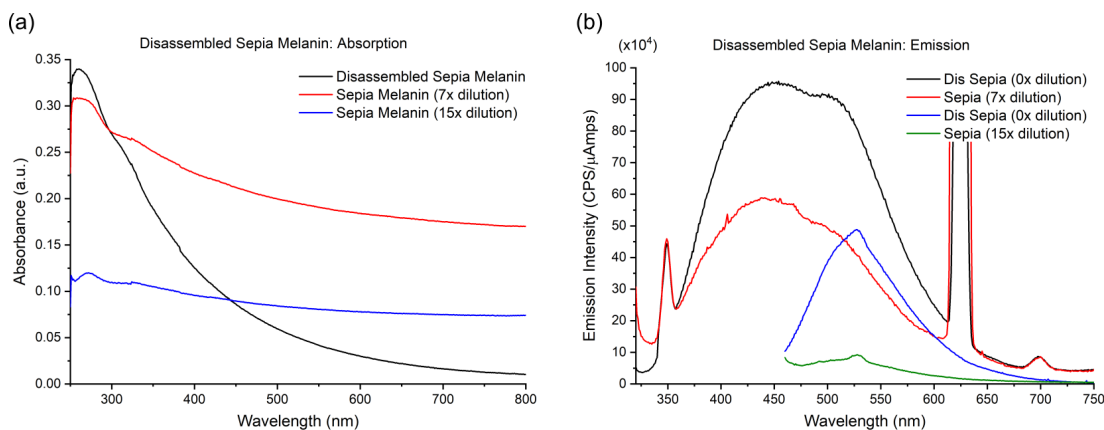 (a)
Disassembled Sepia Melanin: Absorption
0.35
0.30
0.25
0.20
0.15
0.10
0.05
0.00
Absorbance (a.u.)
Disassembled Sepia Melanin
Sepia Melanin (7x dilution)
Sepia Melanin (15x dilution)
300 400 500 600 700 800
Wavelength (nm)
(b)
(x10⁴)
Disassembled Sepia Melanin: Emission
100
90
80
70
60
50
40
30
20
10
0
Emission Intensity (CPS/µAmps)
Dis Sepia (0x dilution)
Sepia (7x dilution)
Dis Sepia (0x dilution)
Sepia (15x dilution)
350 400 450 500 550 600 650 700 750
Wavelength (nm)